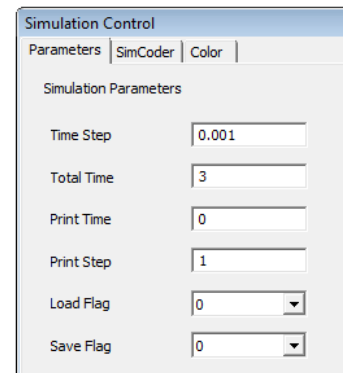 Simulation Control
Parameters SimCoder Color
Simulation Parameters
Time Step 0.001
Total Time 3
Print Time 0
Print Step 1
Load Flag 0
Save Flag 0